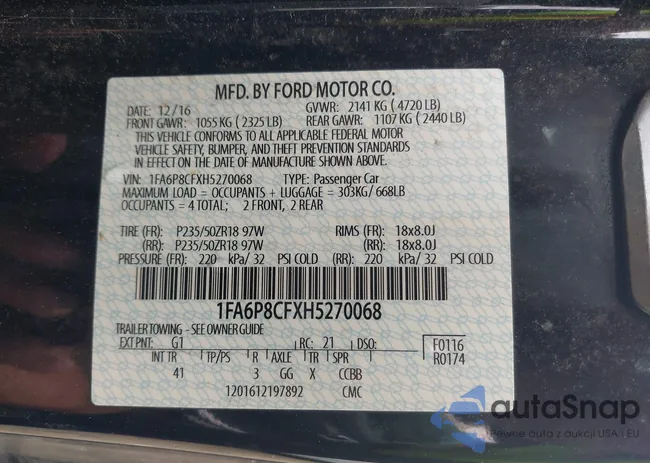 MFD. BY FORD MOTOR CO.
DATE: 12/16 GVWR: 2141 KG ( 4720 LB)
FRONT GAWR: 1055 KG ( 2325 LB) REAR GAWR: 1107 KG ( 2440 LB)
THIS VEHICLE CONFORMS TO ALL APPLICABLE FEDERAL MOTOR
VEHICLE SAFETY, BUMPER, AND THEFT PREVENTION STANDARDS
IN EFFECT ON THE DATE OF MANUFACTURE SHOWN ABOVE.
VIN: 1FA6P8CFXH5270068 TYPE: Passenger Car
MAXIMUM LOAD = OCCUPANTS + LUGGAGE = 303KG/ 668LB
OCCUPANTS = 4 TOTAL; 2 FRONT, 2 REAR
TIRE (FR): P235/50ZR18 97W RIMS (FR): 18x8.0J
(RR): P235/50ZR18 97W (RR): 18x8.0J
PRESSURE (FR): 220 kPa/ 32 PSI COLD (RR): 220 kPa/ 32 PSI COLD
1FA6P8CFXH5270068
TRAILER TOWING - SEE OWNER GUIDE
EXT PNT: G1 RC: 21 DSO: F0116
INT TR TP/PS R AXLE TR SPR R0174
41 3 GG X CCBB
1201612197892 CMC
autaSnap
Pewne auta z aukcji USA i EU